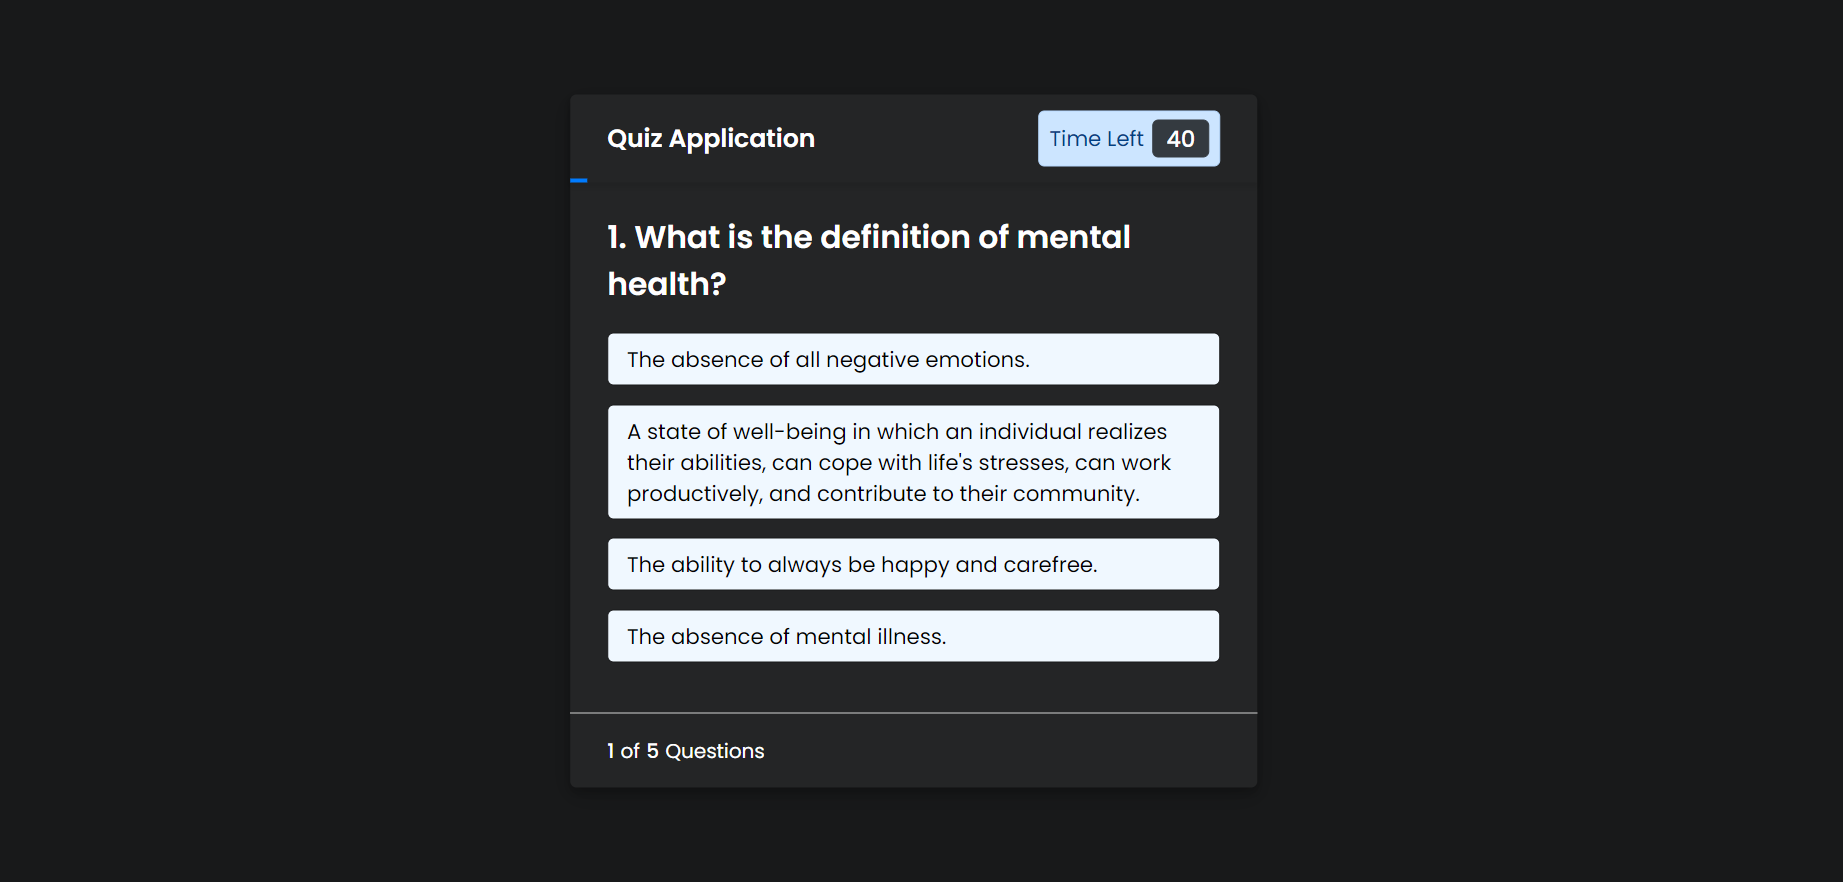 Quiz Application
Time Left 40
1. What is the definition of mental
health?
The absence of all negative emotions.
A state of well-being in which an individual realizes
their abilities, can cope with life's stresses, can work
productively, and contribute to their community.
The ability to always be happy and carefree.
The absence of mental illness.
1 of 5 Questions